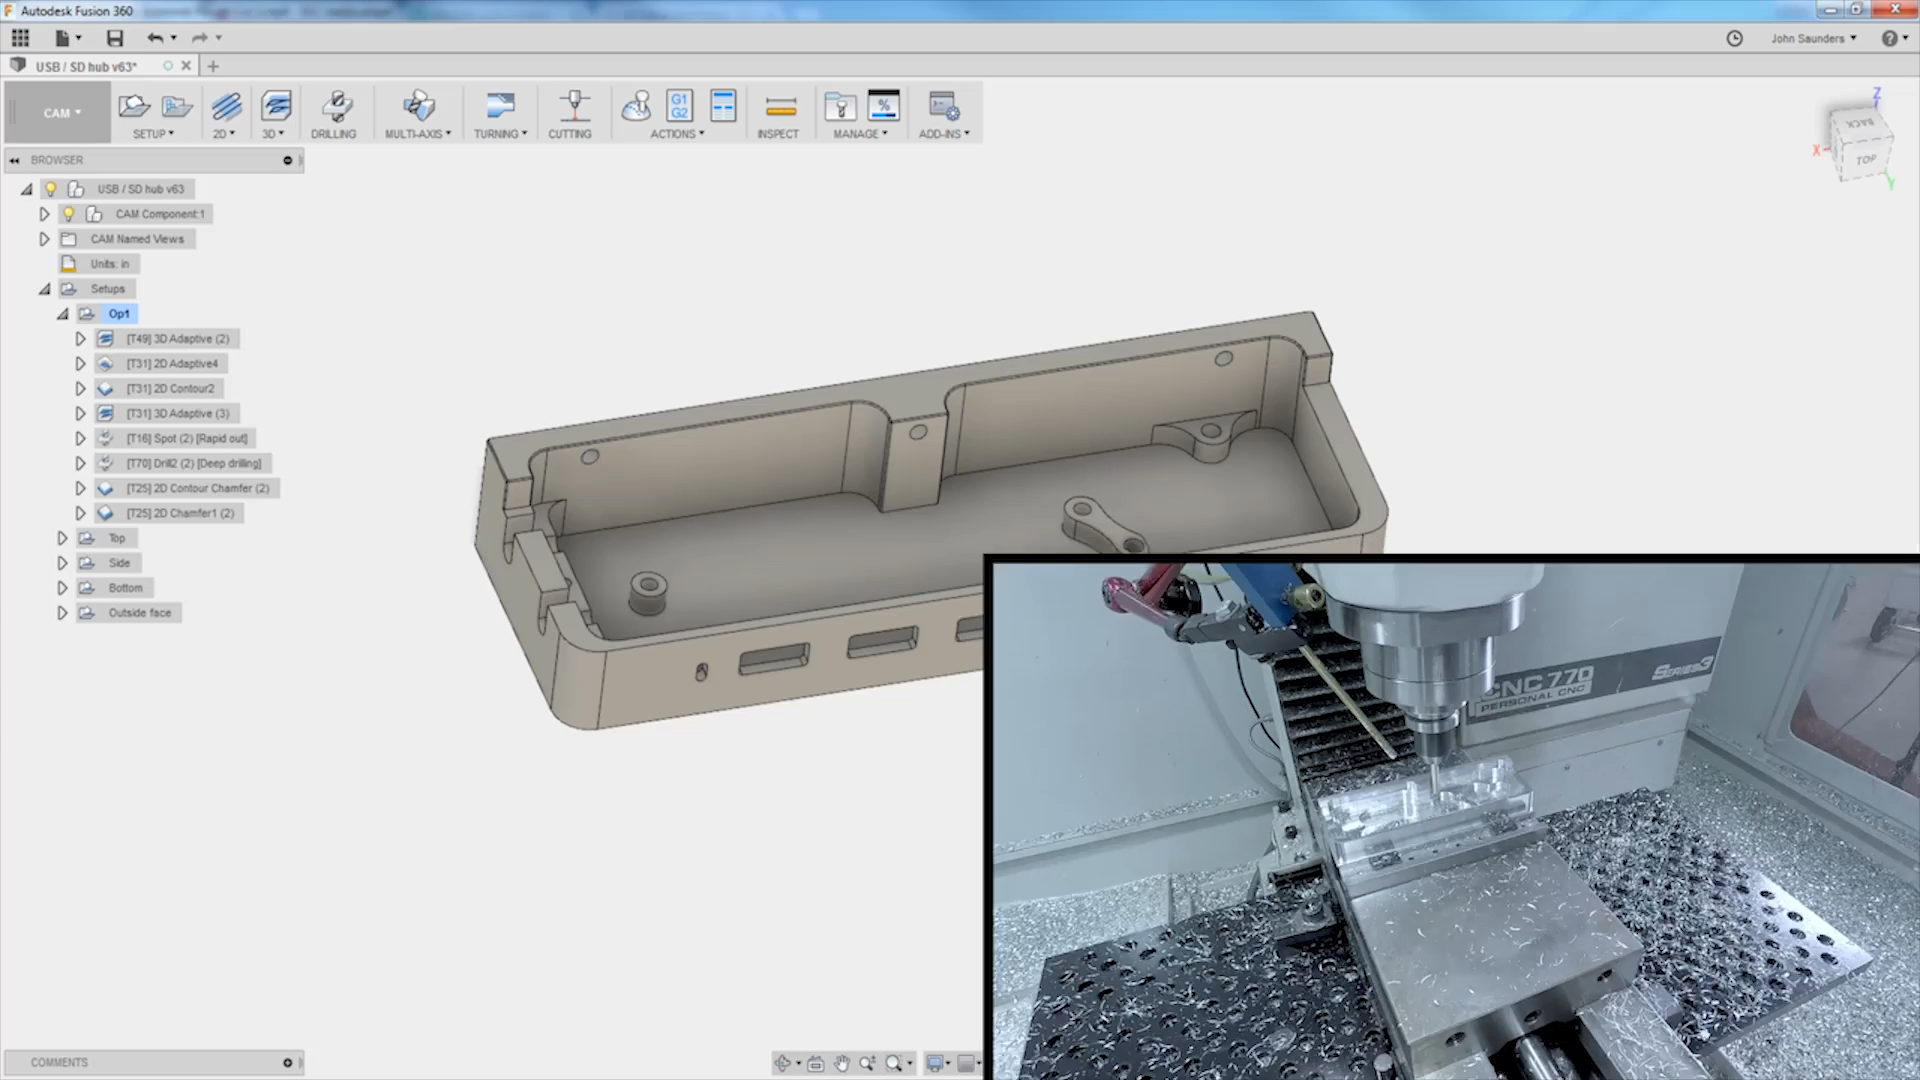 Autodesk Fusion 360
John Saunders
USB / SD hub v63*
CAM
SETUP
2D
3D
DRILLING
MULTI-AXIS
TURNING
CUTTING
G1
G2
ACTIONS
INSPECT
%
MANAGE
ADD-INS
Z
BACK
X
TOP
Y
BROWSER
USB / SD hub v63
CAM Component:1
CAM Named Views
Units: in
Setups
Op1
[T49] 3D Adaptive (2)
[T31] 2D Adaptive4
[T31] 2D Contour2
[T31] 3D Adaptive (3)
[T16] Spot (2) [Rapid out]
[T70] Drill2 (2) [Deep drilling]
[T25] 2D Contour Chamfer (2)
[T25] 2D Chamfer1 (2)
Top
Side
Bottom
Outside face
CNC 770
SERIES3
PERSONAL CNC
COMMENTS